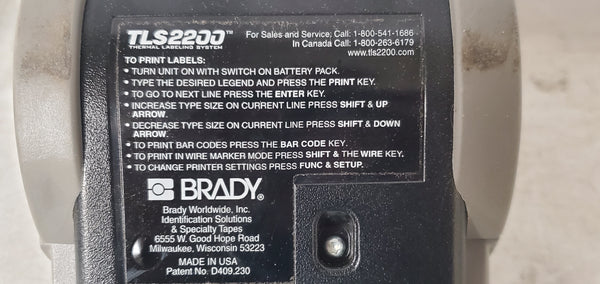 TLS2200™ For Sales and Service, Call: 1-800-541-1686
THERMAL LABELING SYSTEM In Canada Call: 1-800-263-6179
www.tls2200.com
TO PRINT LABELS:
• TURN UNIT ON WITH SWITCH ON BATTERY PACK.
• TYPE THE DESIRED LEGEND AND PRESS THE PRINT KEY.
• TO GO TO NEXT LINE PRESS THE ENTER KEY.
• INCREASE TYPE SIZE ON CURRENT LINE PRESS SHIFT & UP
ARROW.
• DECREASE TYPE SIZE ON CURRENT LINE PRESS SHIFT & DOWN
ARROW.
• TO PRINT BAR CODES PRESS THE BAR CODE KEY.
• TO PRINT IN WIRE MARKER MODE PRESS SHIFT & THE WIRE KEY.
• TO CHANGE PRINTER SETTINGS PRESS FUNC & SETUP.
BRADY®
Brady Worldwide, Inc.
Identification Solutions
& Specialty Tapes
6555 W. Good Hope Road
Milwaukee, Wisconsin 53223
MADE IN USA
Patent No. D409,230